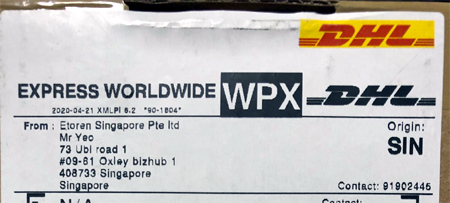 DHL
EXPRESS WORLDWIDE WPX DHL
2020-04-21 XMLPI 6.2 *90-1604*
From : Etoren Singapore Pte ltd Origin:
Mr Yeo SIN
73 Ubi road 1
#09-61 Oxley bizhub 1
408733 Singapore
Singapore Contact: 91902445
N/A Contact: